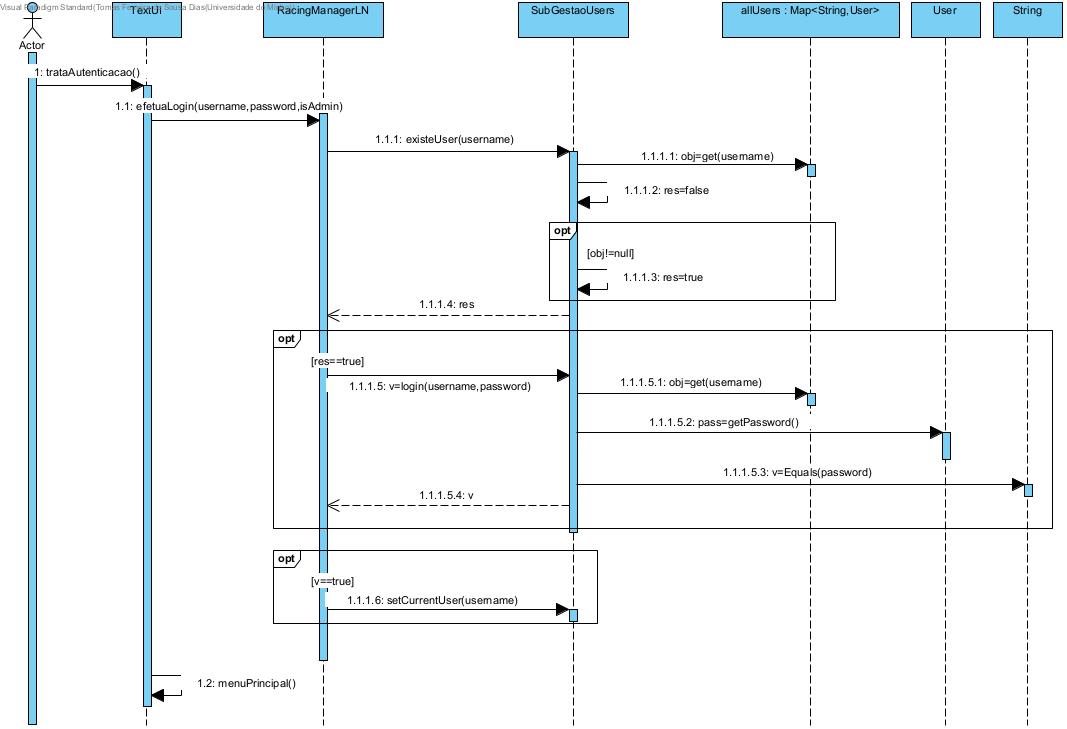 Visual Paradigm Standard(Tomas Sousa Dias(Universidade do Minho
TextUi
RacingManagerLN
SubGestaoUsers
allUsers : Map<String,User>
User
String
Actor
1: trataAutenticacao()
1.1: efetuaLogin(username,password,isAdmin)
1.1.1: existeUser(username)
1.1.1.1: obj=get(username)
1.1.1.2: res=false
opt
[obj!=null]
1.1.1.3: res=true
1.1.1.4: res
opt
[res==true]
1.1.1.5: v=login(username,password)
1.1.1.5.1: obj=get(username)
1.1.1.5.2: pass=getPassword()
1.1.1.5.3: v=Equals(password)
1.1.1.5.4: v
opt
[v==true]
1.1.1.6: setCurrentUser(username)
1.2: menuPrincipal()